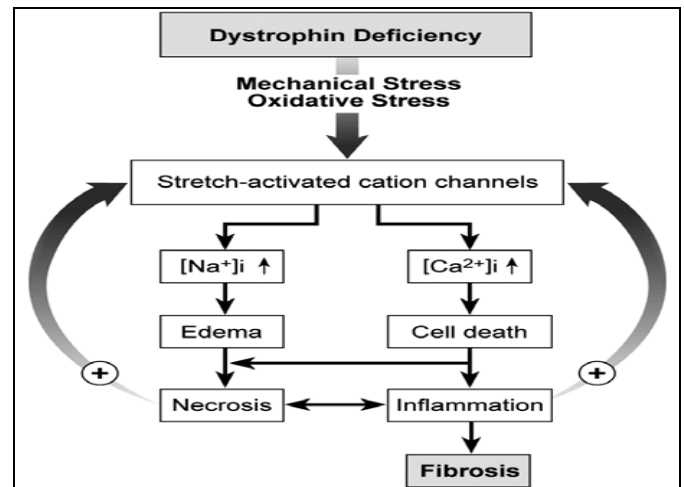 Dystrophin Deficiency
Mechanical Stress
Oxidative Stress
Stretch-activated cation channels
[Na⁺]i ↑
[Ca²⁺]i ↑
Edema
Cell death
+
+
Necrosis
Inflammation
Fibrosis